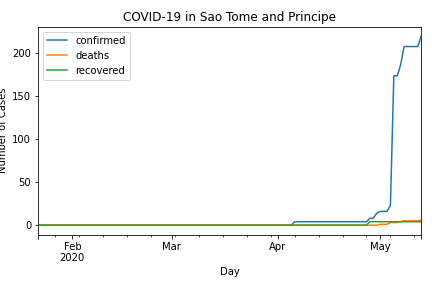 COVID-19 in Sao Tome and Principe
confirmed
deaths
recovered
Number of Cases
200
150
100
50
0
Feb
2020
Mar
Apr
May
Day